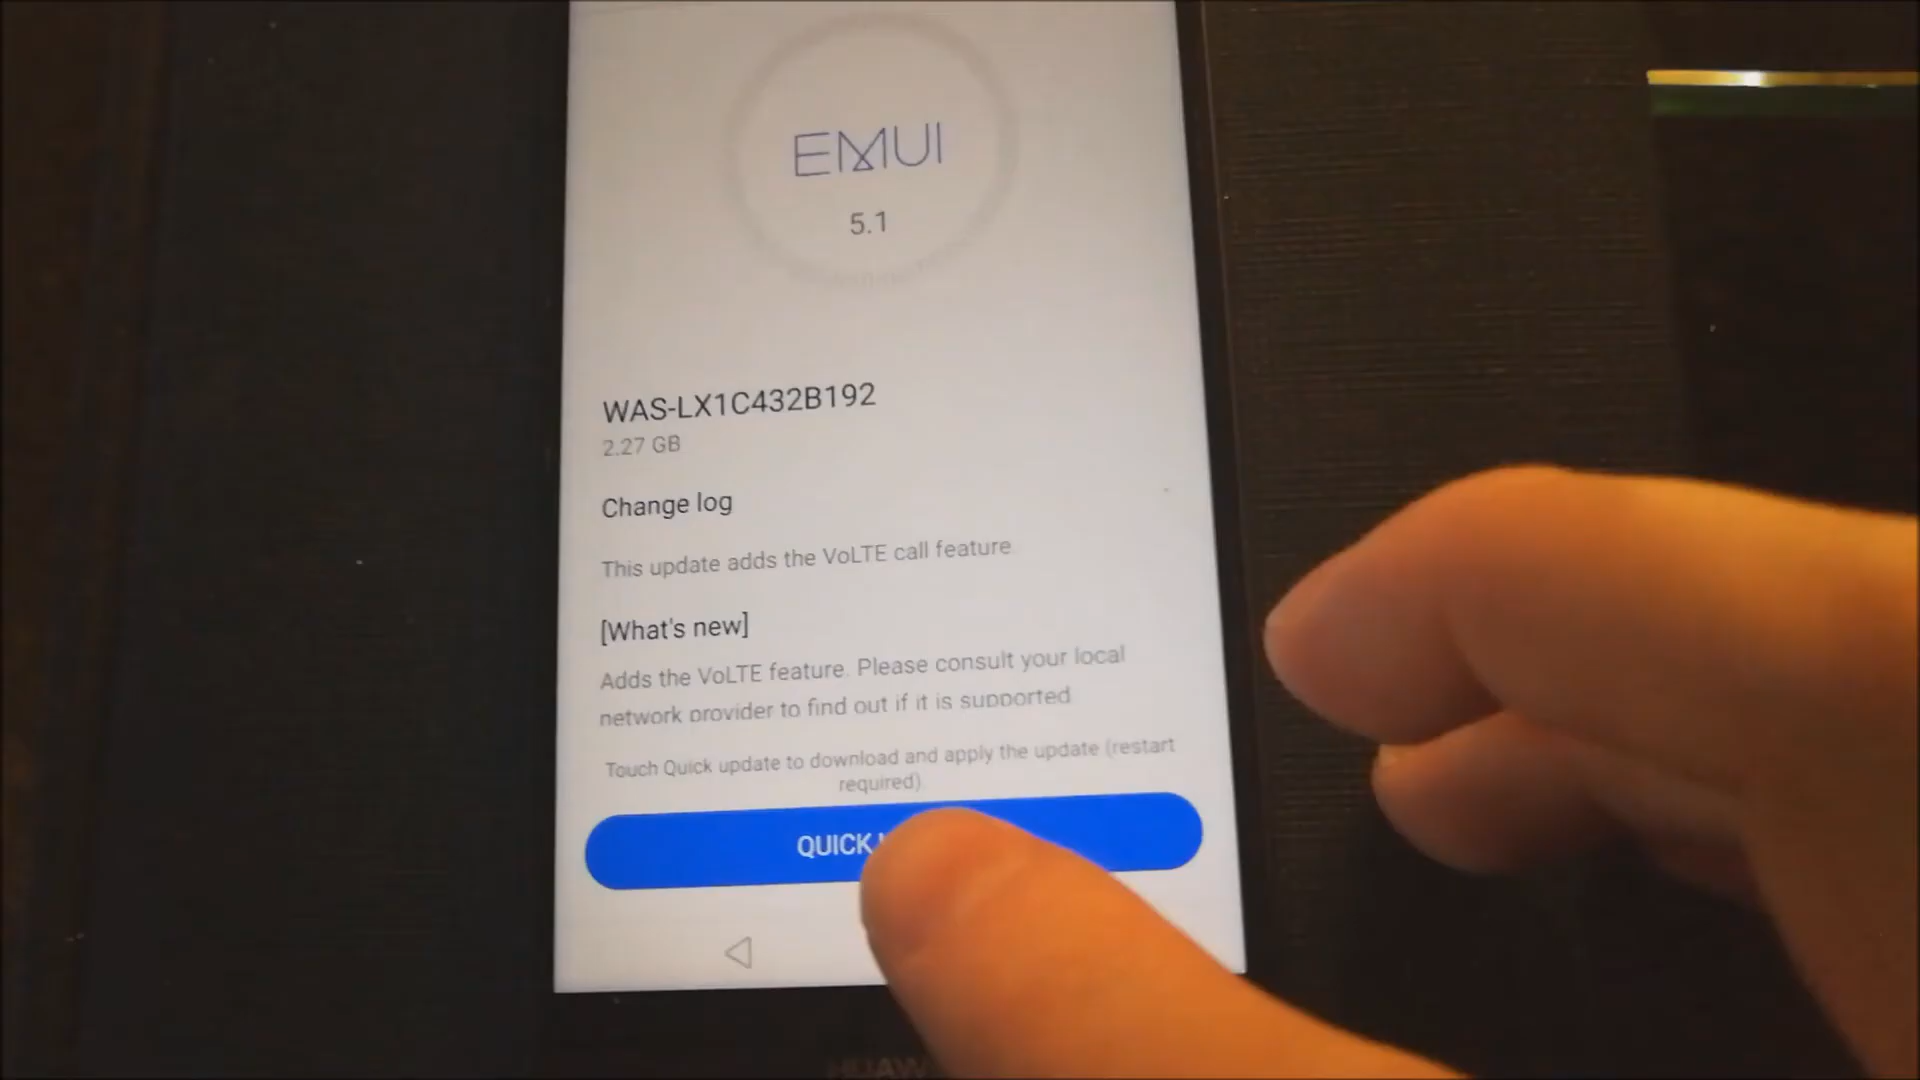 EMUI
5.1
WAS-LX1C432B192
2.27 GB
Change log
This update adds the VoLTE call feature
[What's new]
Adds the VoLTE feature. Please consult your local
network provider to find out if it is supported
Touch Quick update to download and apply the update (restart
required)
QUICK